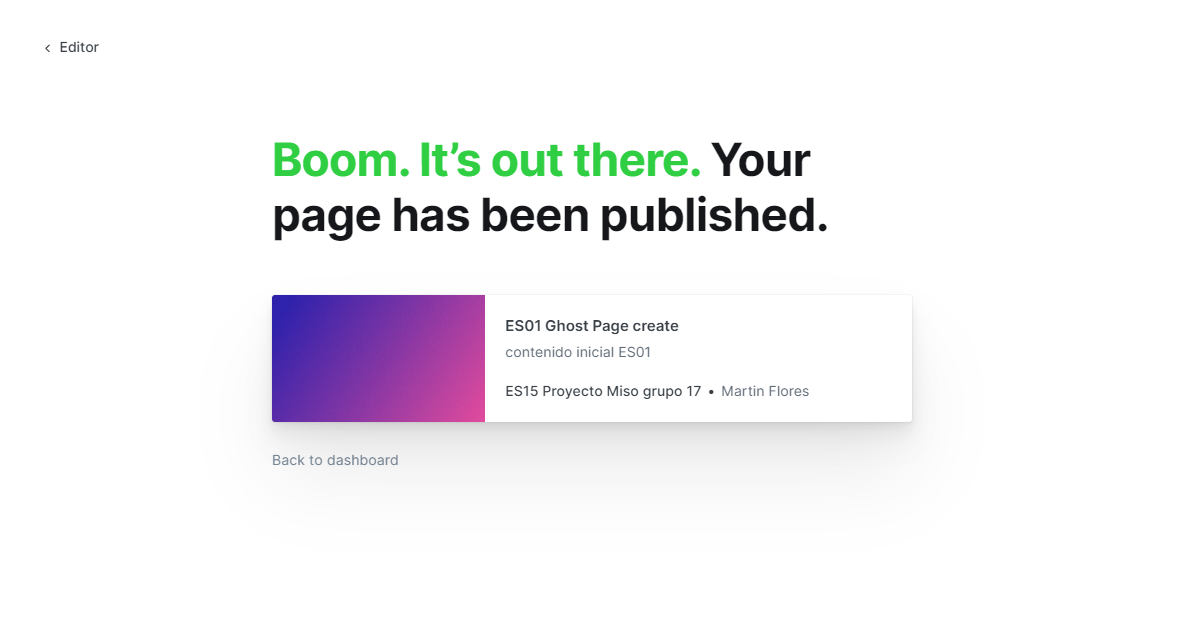 Editor
Boom. It’s out there. Your
page has been published.
ES01 Ghost Page create
contenido inicial ES01
ES15 Proyecto Miso grupo 17 • Martin Flores
Back to dashboard